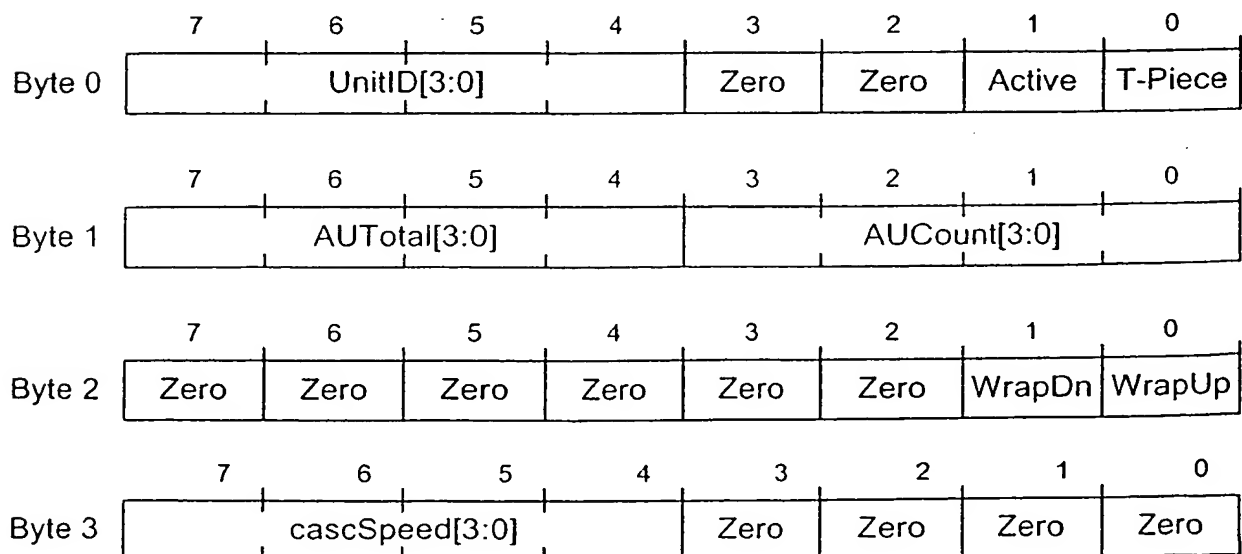 7 6 5 4 3 2 1 0
Byte 0 UnitID[3:0] Zero Zero Active T-Piece
7 6 5 4 3 2 1 0
Byte 1 AUTotal[3:0] AUCount[3:0]
7 6 5 4 3 2 1 0
Byte 2 Zero Zero Zero Zero Zero Zero WrapDn WrapUp
7 6 5 4 3 2 1 0
Byte 3 cascSpeed[3:0] Zero Zero Zero Zero